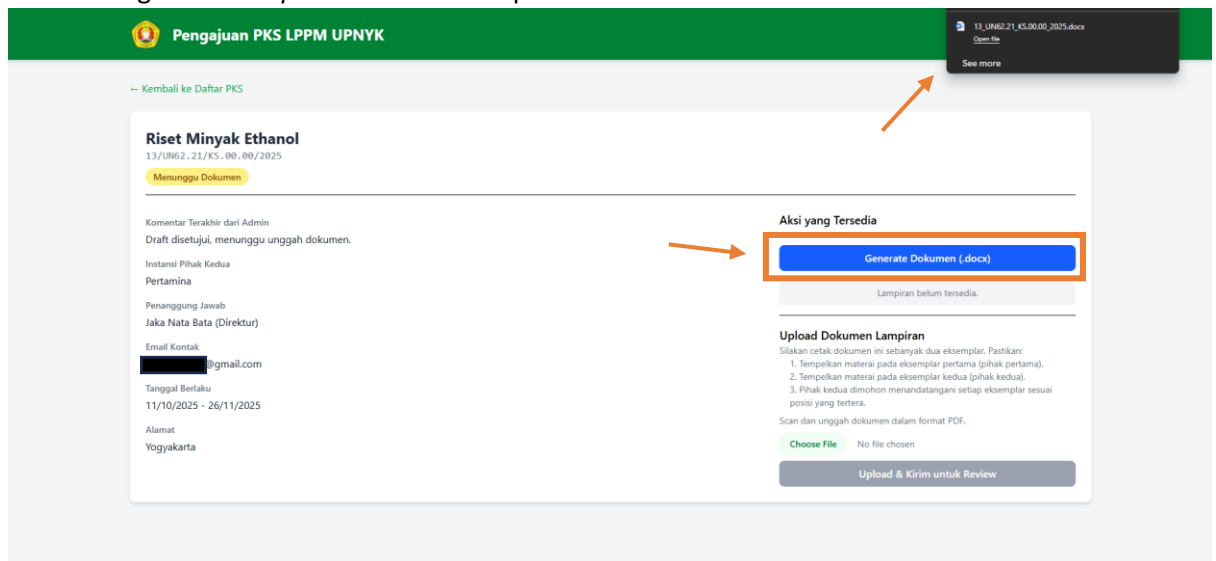 Pengajuan PKS LPPM UPNYK
13_UN62.21_KS.00.00_2025.docx
Open file
See more
← Kembali ke Daftar PKS
Riset Minyak Ethanol
13/UN62.21/KS.00.00/2025
Menunggu Dokumen
Komentar Terakhir dari Admin
Draft disetujui, menunggu unggah dokumen.
Instansi Pihak Kedua
Pertamina
Penanggung Jawab
Jaka Nata Bata (Direktur)
Email Kontak
@gmail.com
Tanggal Berlaku
11/10/2025 - 26/11/2025
Alamat
Yogyakarta
Aksi yang Tersedia
Generate Dokumen (.docx)
Lampiran belum tersedia.
Upload Dokumen Lampiran
Silakan cetak dokumen ini sebanyak dua eksemplar. Pastikan:
1. Tempelkan materai pada eksemplar pertama (pihak pertama).
2. Tempelkan materai pada eksemplar kedua (pihak kedua).
3. Pihak kedua dimohon menandatangani setiap eksemplar sesuai
posisi yang tertera.
Scan dan unggah dokumen dalam format PDF.
Choose File No file chosen
Upload & Kirim untuk Review